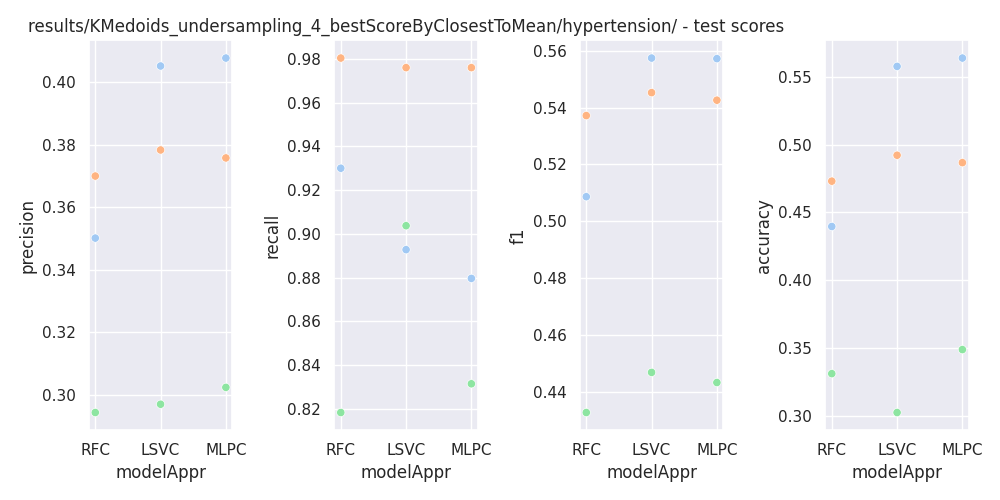 results/KMedoids_undersampling_4_bestScoreByClosestToMean/hypertension/ - test scores
precision
0.40
0.38
0.36
0.34
0.32
0.30
RFC LSVC MLPC
modelAppr
recall
0.98
0.96
0.94
0.92
0.90
0.88
0.86
0.84
0.82
RFC LSVC MLPC
modelAppr
f1
0.56
0.54
0.52
0.50
0.48
0.46
0.44
RFC LSVC MLPC
modelAppr
accuracy
0.55
0.50
0.45
0.40
0.35
0.30
RFC LSVC MLPC
modelAppr